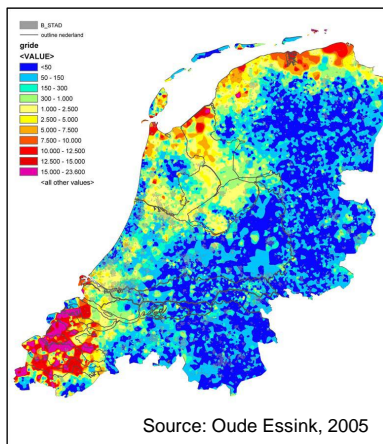 B_STAD
outline nederland
gride
<VALUE>
<50
50 - 150
150 - 300
300 - 1.000
1.000 - 2.500
2.500 - 5.000
5.000 - 7.500
7.500 - 10.000
10.000 - 12.500
12.500 - 15.000
15.000 - 23.600
<all other values>
Source: Oude Essink, 2005